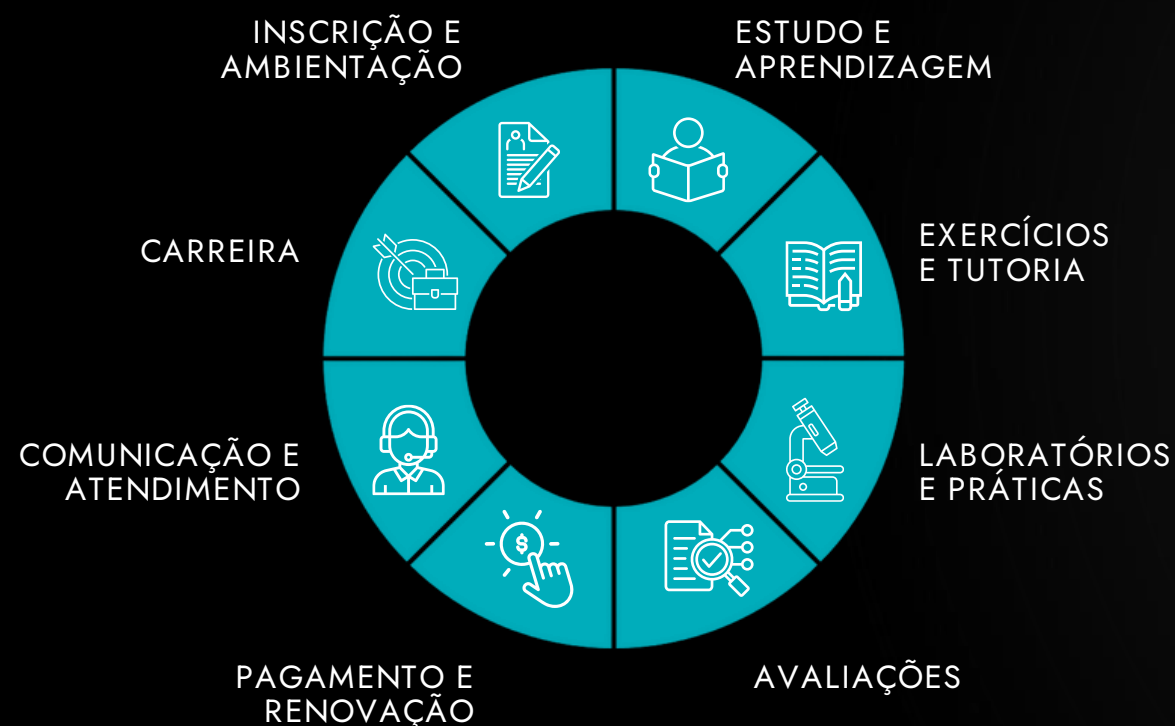 INSCRIÇÃO E
AMBIENTAÇÃO
ESTUDO E
APRENDIZAGEM
CARREIRA
EXERCÍCIOS
E TUTORIA
COMUNICAÇÃO E
ATENDIMENTO
LABORATÓRIOS
E PRÁTICAS
$
PAGAMENTO E
RENOVAÇÃO
AVALIAÇÕES